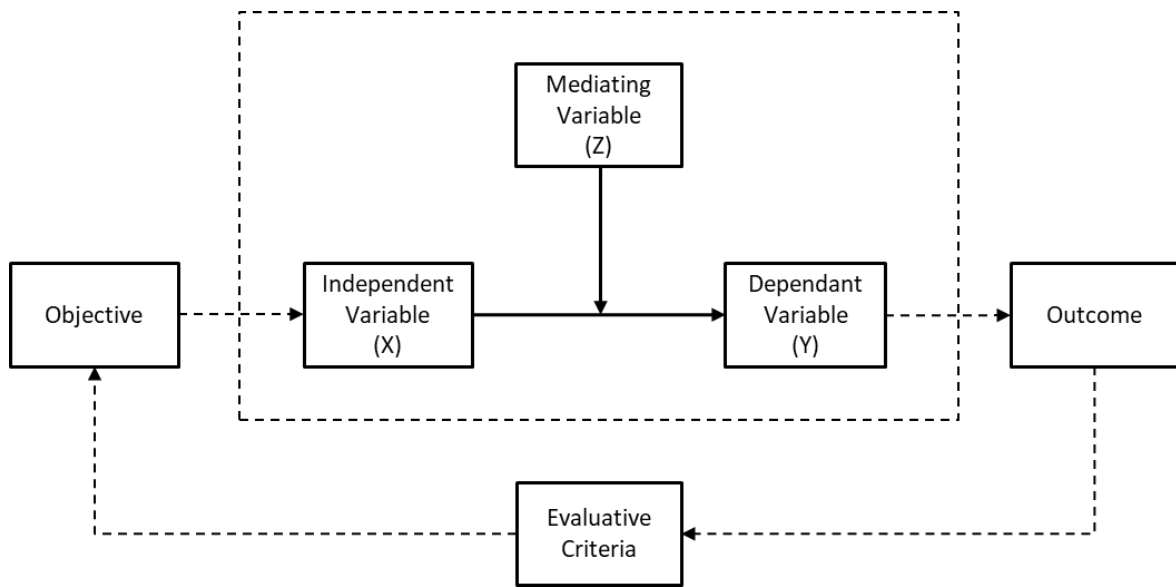 Mediating
Variable
(Z)
Objective
Independent
Variable
(X)
Dependant
Variable
(Y)
Outcome
Evaluative
Criteria